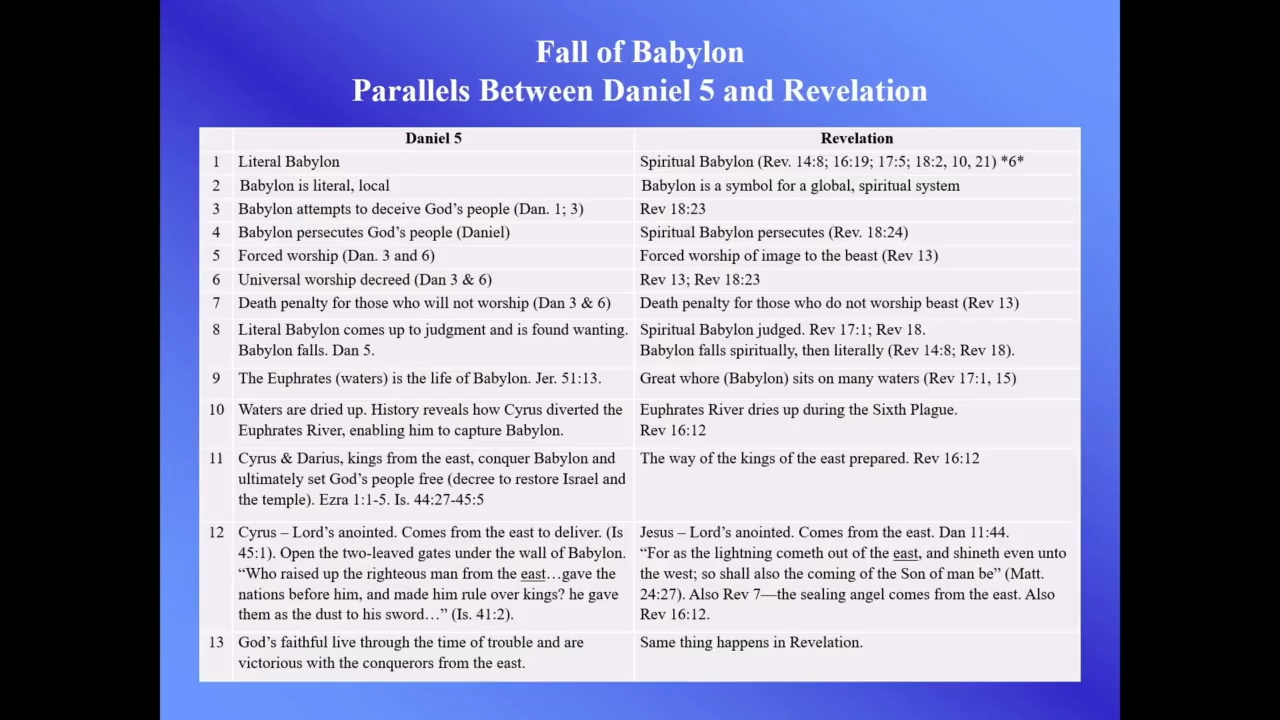 Fall of Babylon
Parallels Between Daniel 5 and Revelation
Daniel 5 Revelation
1 Literal Babylon Spiritual Babylon (Rev. 14:8; 16:19; 17:5; 18:2, 10, 21) *6*
2 Babylon is literal, local Babylon is a symbol for a global, spiritual system
3 Babylon attempts to deceive God’s people (Dan. 1; 3) Rev 18:23
4 Babylon persecutes God’s people (Daniel) Spiritual Babylon persecutes (Rev. 18:24)
5 Forced worship (Dan. 3 and 6) Forced worship of image to the beast (Rev 13)
6 Universal worship decreed (Dan 3 & 6) Rev 13; Rev 18:23
7 Death penalty for those who will not worship (Dan 3 & 6) Death penalty for those who do not worship beast (Rev 13)
8 Literal Babylon comes up to judgment and is found wanting. Spiritual Babylon judged. Rev 17:1; Rev 18.
Babylon falls. Dan 5. Babylon falls spiritually, then literally (Rev 14:8; Rev 18).
9 The Euphrates (waters) is the life of Babylon. Jer. 51:13. Great whore (Babylon) sits on many waters (Rev 17:1, 15)
10 Waters are dried up. History reveals how Cyrus diverted the Euphrates River dries up during the Sixth Plague.
Euphrates River, enabling him to capture Babylon. Rev 16:12
11 Cyrus & Darius, kings from the east, conquer Babylon and The way of the kings of the east prepared. Rev 16:12
ultimately set God’s people free (decree to restore Israel and
the temple). Ezra 1:1-5. Is. 44:27-45:5
12 Cyrus – Lord’s anointed. Comes from the east to deliver. (Is Jesus – Lord’s anointed. Comes from the east. Dan 11:44.
45:1). Open the two-leaved gates under the wall of Babylon. “For as the lightning cometh out of the east, and shineth even unto
“Who raised up the righteous man from the east…gave the the west; so shall also the coming of the Son of man be” (Matt.
nations before him, and made him rule over kings? he gave 24:27). Also Rev 7—the sealing angel comes from the east. Also
them as the dust to his sword…” (Is. 41:2). Rev 16:12.
13 God’s faithful live through the time of trouble and are Same thing happens in Revelation.
victorious with the conquerors from the east.